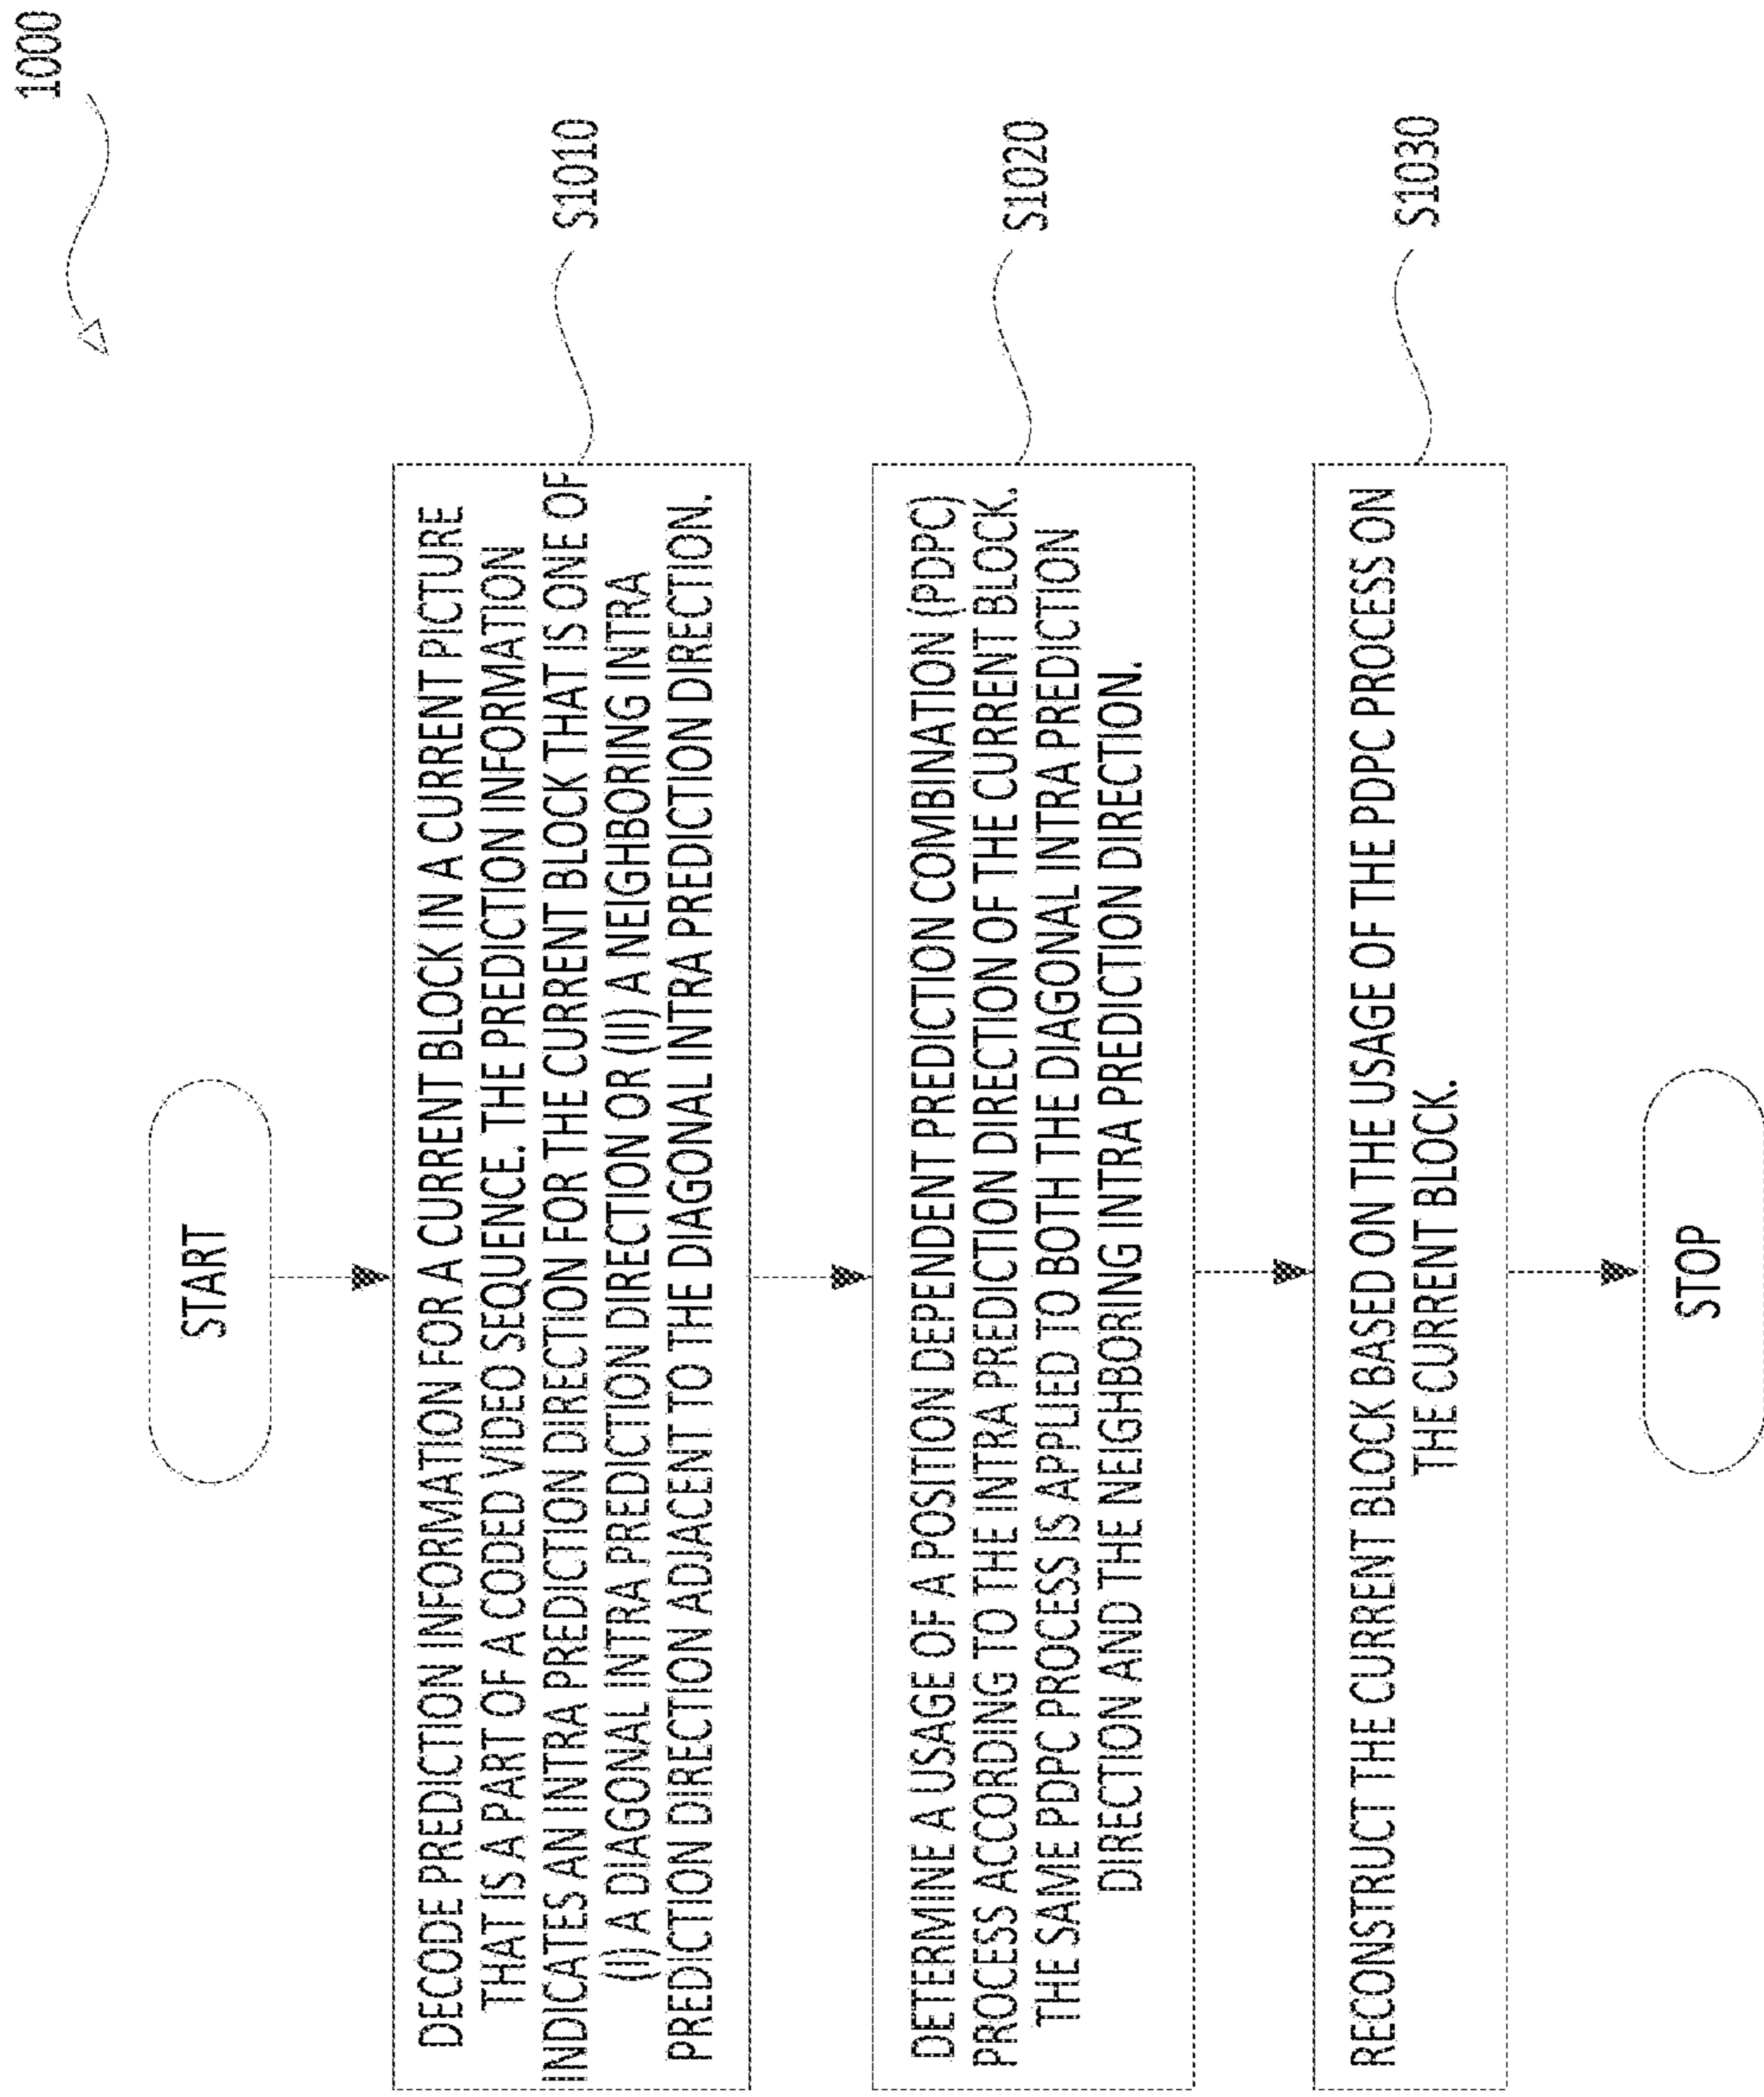 1000
START
DECODE PREDICTION INFORMATION FOR A CURRENT BLOCK IN A CURRENT PICTURE
THAT IS A PART OF A CODED VIDEO SEQUENCE. THE PREDICTION INFORMATION
INDICATES AN INTRA PREDICTION DIRECTION FOR THE CURRENT BLOCK THAT IS ONE OF
(I) A DIAGONAL INTRA PREDICTION DIRECTION OR (II) A NEIGHBORING INTRA
PREDICTION DIRECTION ADJACENT TO THE DIAGONAL INTRA PREDICTION DIRECTION.
S1010
DETERMINE A USAGE OF A POSITION DEPENDENT PREDICTION COMBINATION (PDPC)
PROCESS ACCORDING TO THE INTRA PREDICTION DIRECTION OF THE CURRENT BLOCK.
THE SAME PDPC PROCESS IS APPLIED TO BOTH THE DIAGONAL INTRA PREDICTION
DIRECTION AND THE NEIGHBORING INTRA PREDICTION DIRECTION.
S1020
RECONSTRUCT THE CURRENT BLOCK BASED ON THE USAGE OF THE PDPC PROCESS ON
THE CURRENT BLOCK.
S1030
STOP